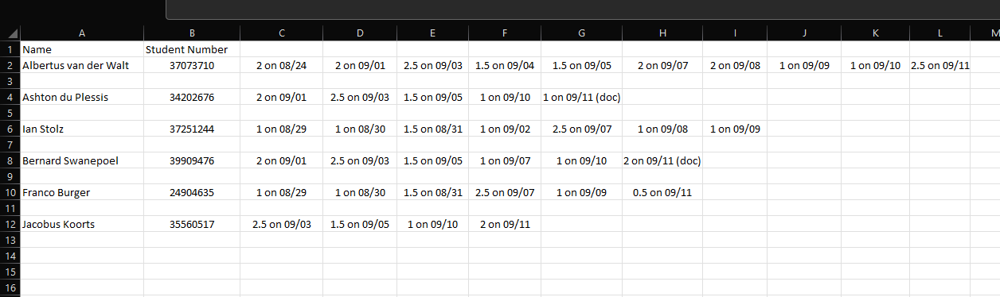 A B C D E F G H I J K L M
1 Name Student Number
2 Albertus van der Walt 37073710 2 on 08/24 2 on 09/01 2.5 on 09/03 1.5 on 09/04 1.5 on 09/05 2 on 09/07 2 on 09/08 1 on 09/09 1 on 09/10 2.5 on 09/11
3
4 Ashton du Plessis 34202676 2 on 09/01 2.5 on 09/03 1.5 on 09/05 1 on 09/10 1 on 09/11 (doc)
5
6 Ian Stolz 37251244 1 on 08/29 1 on 08/30 1.5 on 08/31 1 on 09/02 2.5 on 09/07 1 on 09/08 1 on 09/09
7
8 Bernard Swanepoel 39909476 2 on 09/01 2.5 on 09/03 1.5 on 09/05 1 on 09/07 1 on 09/10 2 on 09/11 (doc)
9
10 Franco Burger 24904635 1 on 08/29 1 on 08/30 1.5 on 08/31 2.5 on 09/07 1 on 09/09 0.5 on 09/11
11
12 Jacobus Koorts 35560517 2.5 on 09/03 1.5 on 09/05 1 on 09/10 2 on 09/11
13
14
15
16